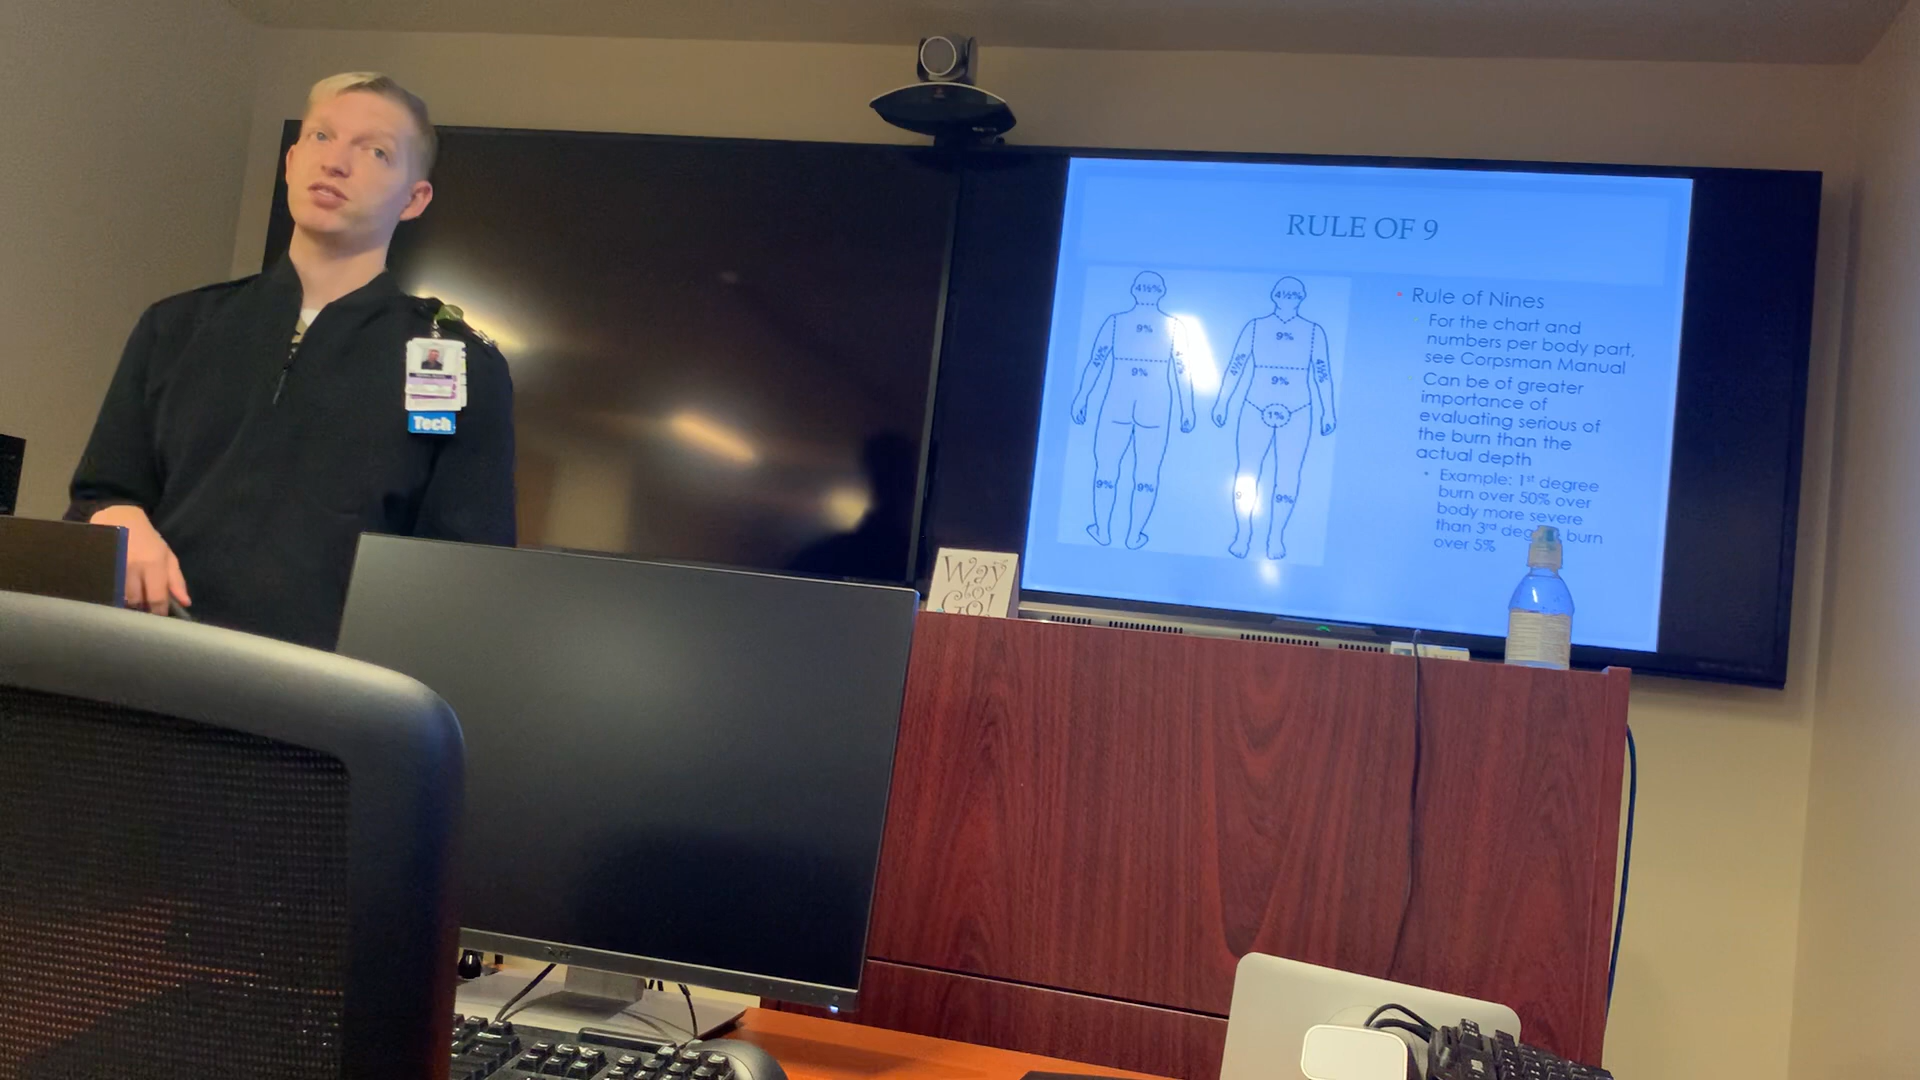 Tech
Way
to
GO!
RULE OF 9
4½%
4½%
9%
9%
4½%
4½%
4½%
9%
9%
1%
9%
9%
9
9%
Rule of Nines
For the chart and
numbers per body part,
see Corpsman Manual
Can be of greater
importance of
evaluating serious of
the burn than the
actual depth
Example: 1st degree
burn over 50% over
body more severe
than 3rd burn
over 5%